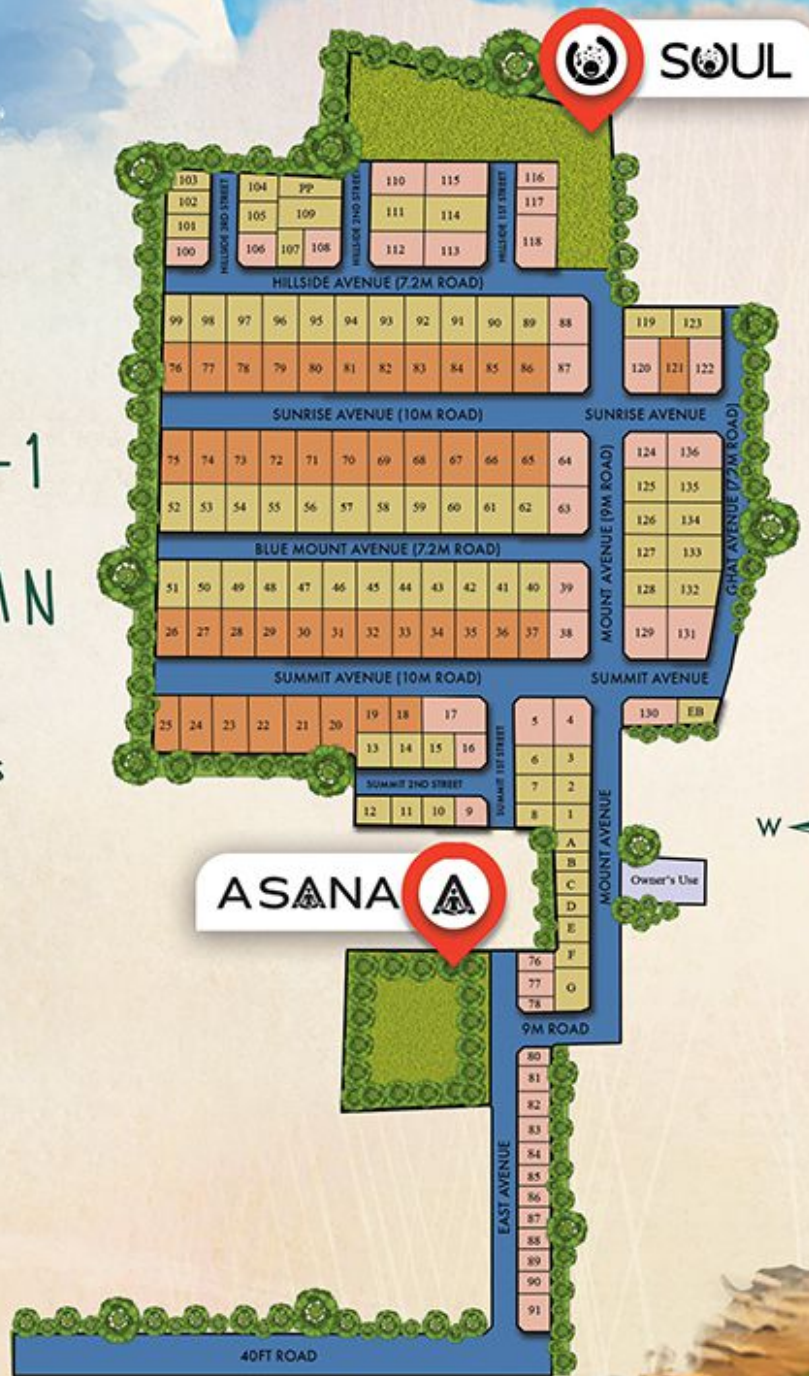 SOUL
103
104
PP
110
115
116
102
117
105
109
111
114
101
118
100
106
107
108
112
113
HILLSIDE 3RD STREET
HILLSIDE 2ND STREET
HILLSIDE 1ST STREET
HILLSIDE AVENUE (7.2M ROAD)
99 98 97 96 95 94 93 92 91 90 89 88
119 123
76 77 78 79 80 81 82 83 84 85 86 87
120 121 122
SUNRISE AVENUE (10M ROAD)
SUNRISE AVENUE
-1
75 74 73 72 71 70 69 68 67 66 65 64
124 136
125 135
52 53 54 55 56 57 58 59 60 61 62 63
126 134
BLUE MOUNT AVENUE (7.2M ROAD)
127 133
MOUNT AVENUE (9M ROAD)
GHAT AVENUE (7.2M ROAD)
51 50 49 48 47 46 45 44 43 42 41 40 39
128 132
AN
26 27 28 29 30 31 32 33 34 35 36 37 38
129 131
SUMMIT AVENUE (10M ROAD)
SUMMIT AVENUE
25 24 23 22 21 20 19 18 17
5 4
130 EB
13 14 15 16
6 3
S
SUMMIT 2ND STREET
SUMMIT 1ST STREET
7 2
12 11 10 9
8 1
MOUNT AVENUE
W
A
B
C
D
E
F
G
Owner's Use
ASANA
76
77
78
9M ROAD
80
81
82
83
84
85
86
87
88
89
90
91
EAST AVENUE
40FT ROAD